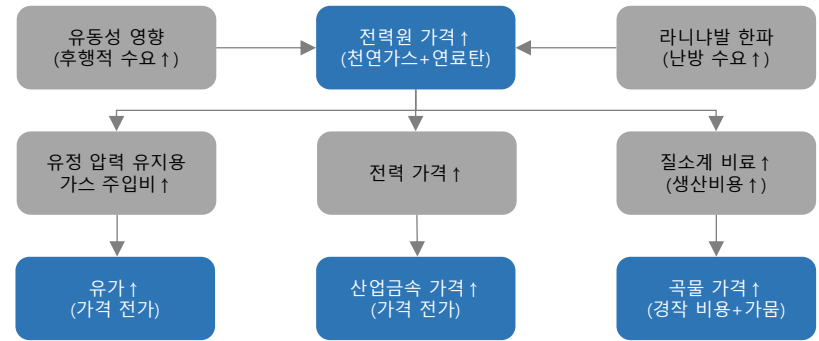 유동성 영향
(후행적 수요↑)
전력원 가격↑
(천연가스+연료탄)
라니냐발 한파
(난방 수요↑)
유정 압력 유지용
가스 주입비↑
전력 가격↑
질소계 비료↑
(생산비용↑)
유가↑
(가격 전가)
산업금속 가격↑
(가격 전가)
곡물 가격↑
(경작 비용+가뭄)